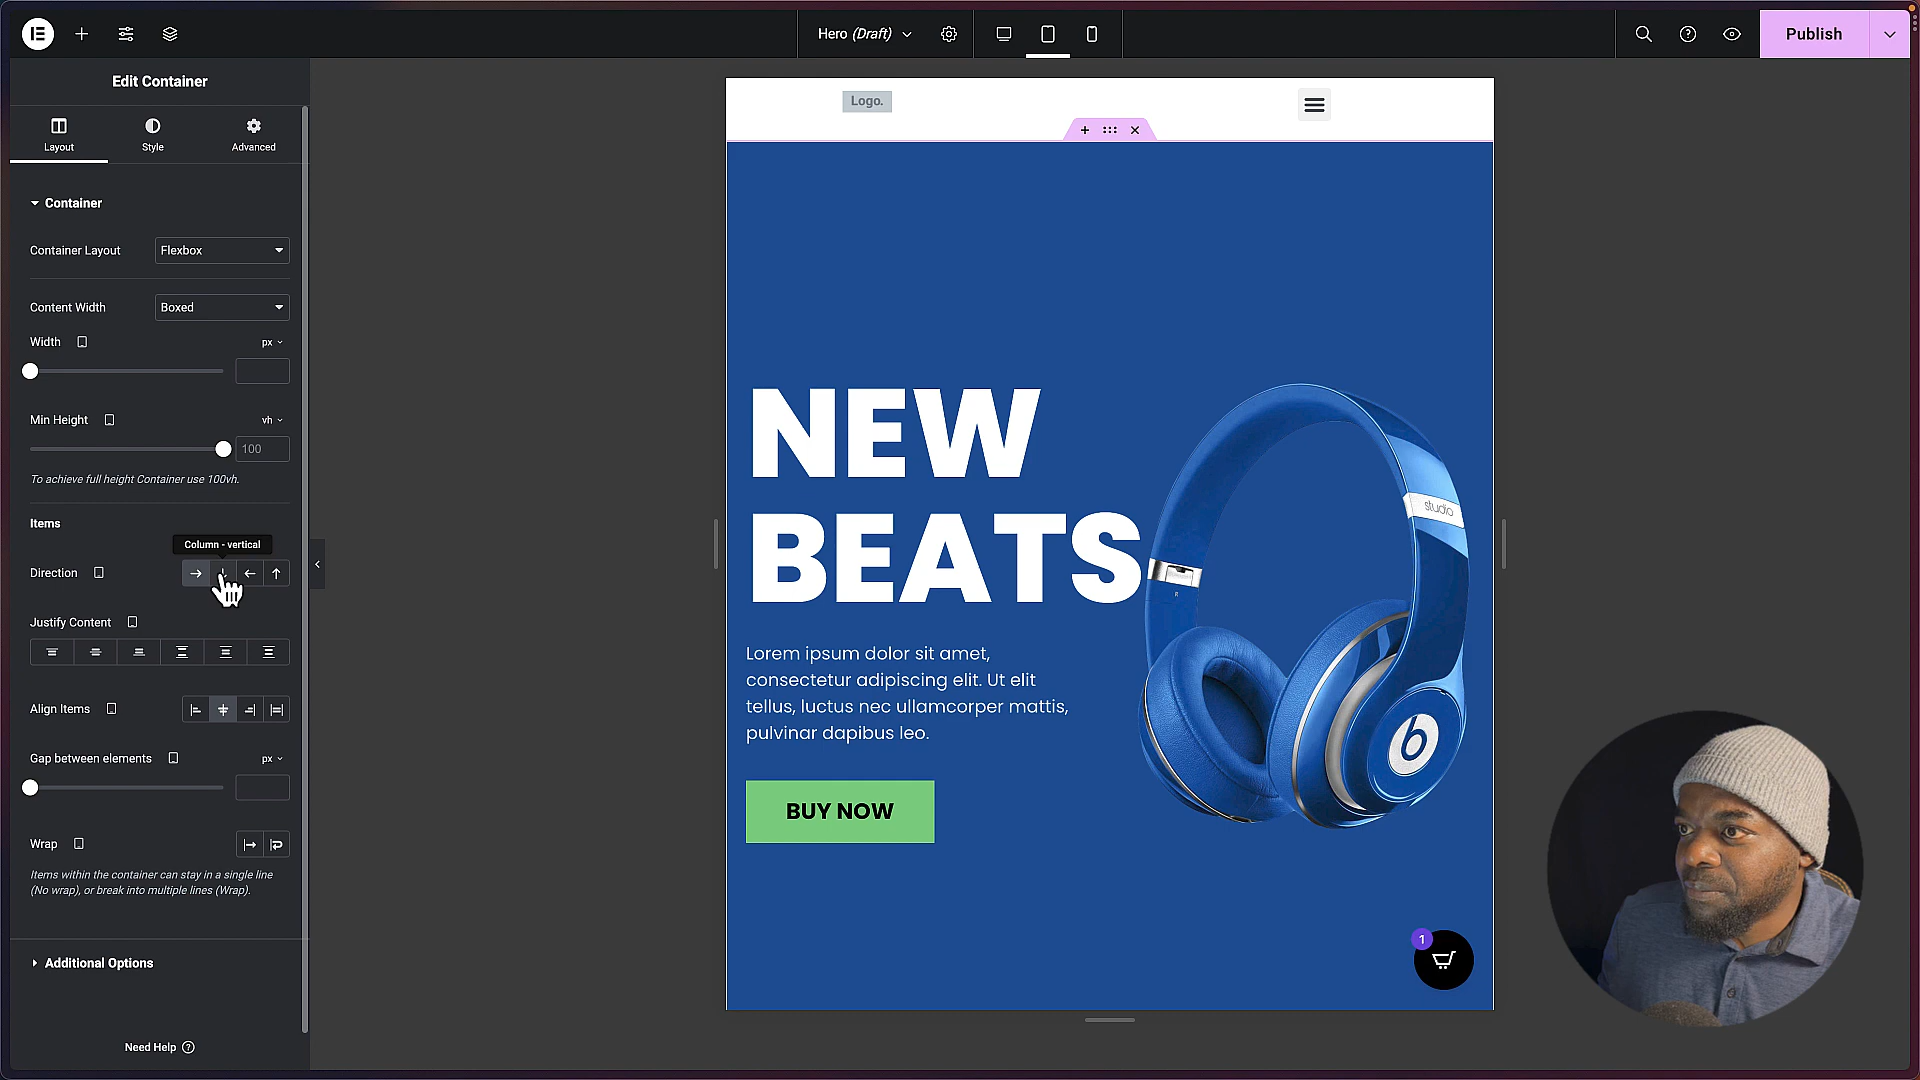 Hero (Draft)
Publish
Edit Container
Layout
Style
Advanced
Container
Container Layout
Flexbox
Content Width
Boxed
Width
px
Min Height
vh
100
To achieve full height Container use 100vh.
Items
Column - vertical
Direction
Justify Content
Align Items
Gap between elements
px
Wrap
Items within the container can stay in a single line
(No wrap), or break into multiple lines (Wrap).
Additional Options
Need Help
Logo.
NEW
BEATS
studio
R
b
Lorem ipsum dolor sit amet,
consectetur adipiscing elit. Ut elit
tellus, luctus nec ullamcorper mattis,
pulvinar dapibus leo.
BUY NOW
1